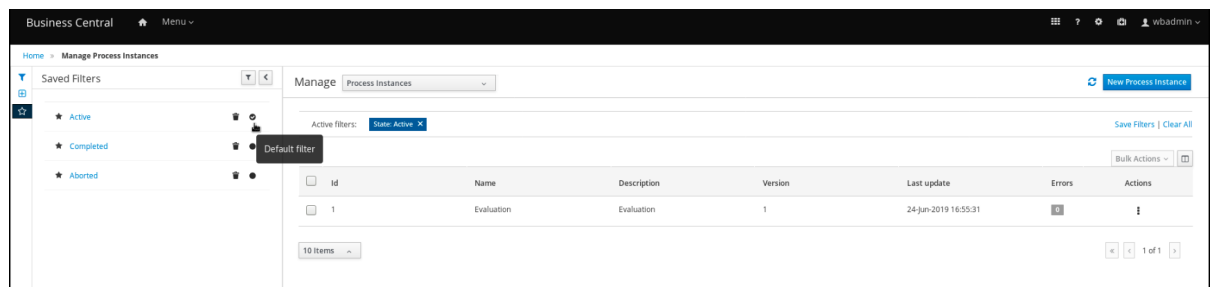 Business Central Menu ? wbadmin
Home » Manage Process Instances
Saved Filters
Active
Default filter
Completed
Aborted
Manage Process Instances New Process Instance
Active filters: State: Active X Save Filters | Clear All
Bulk Actions
Id Name Description Version Last update Errors Actions
1 Evaluation Evaluation 1 24-Jun-2019 16:55:31 0
10 Items « < 1 of 1 >